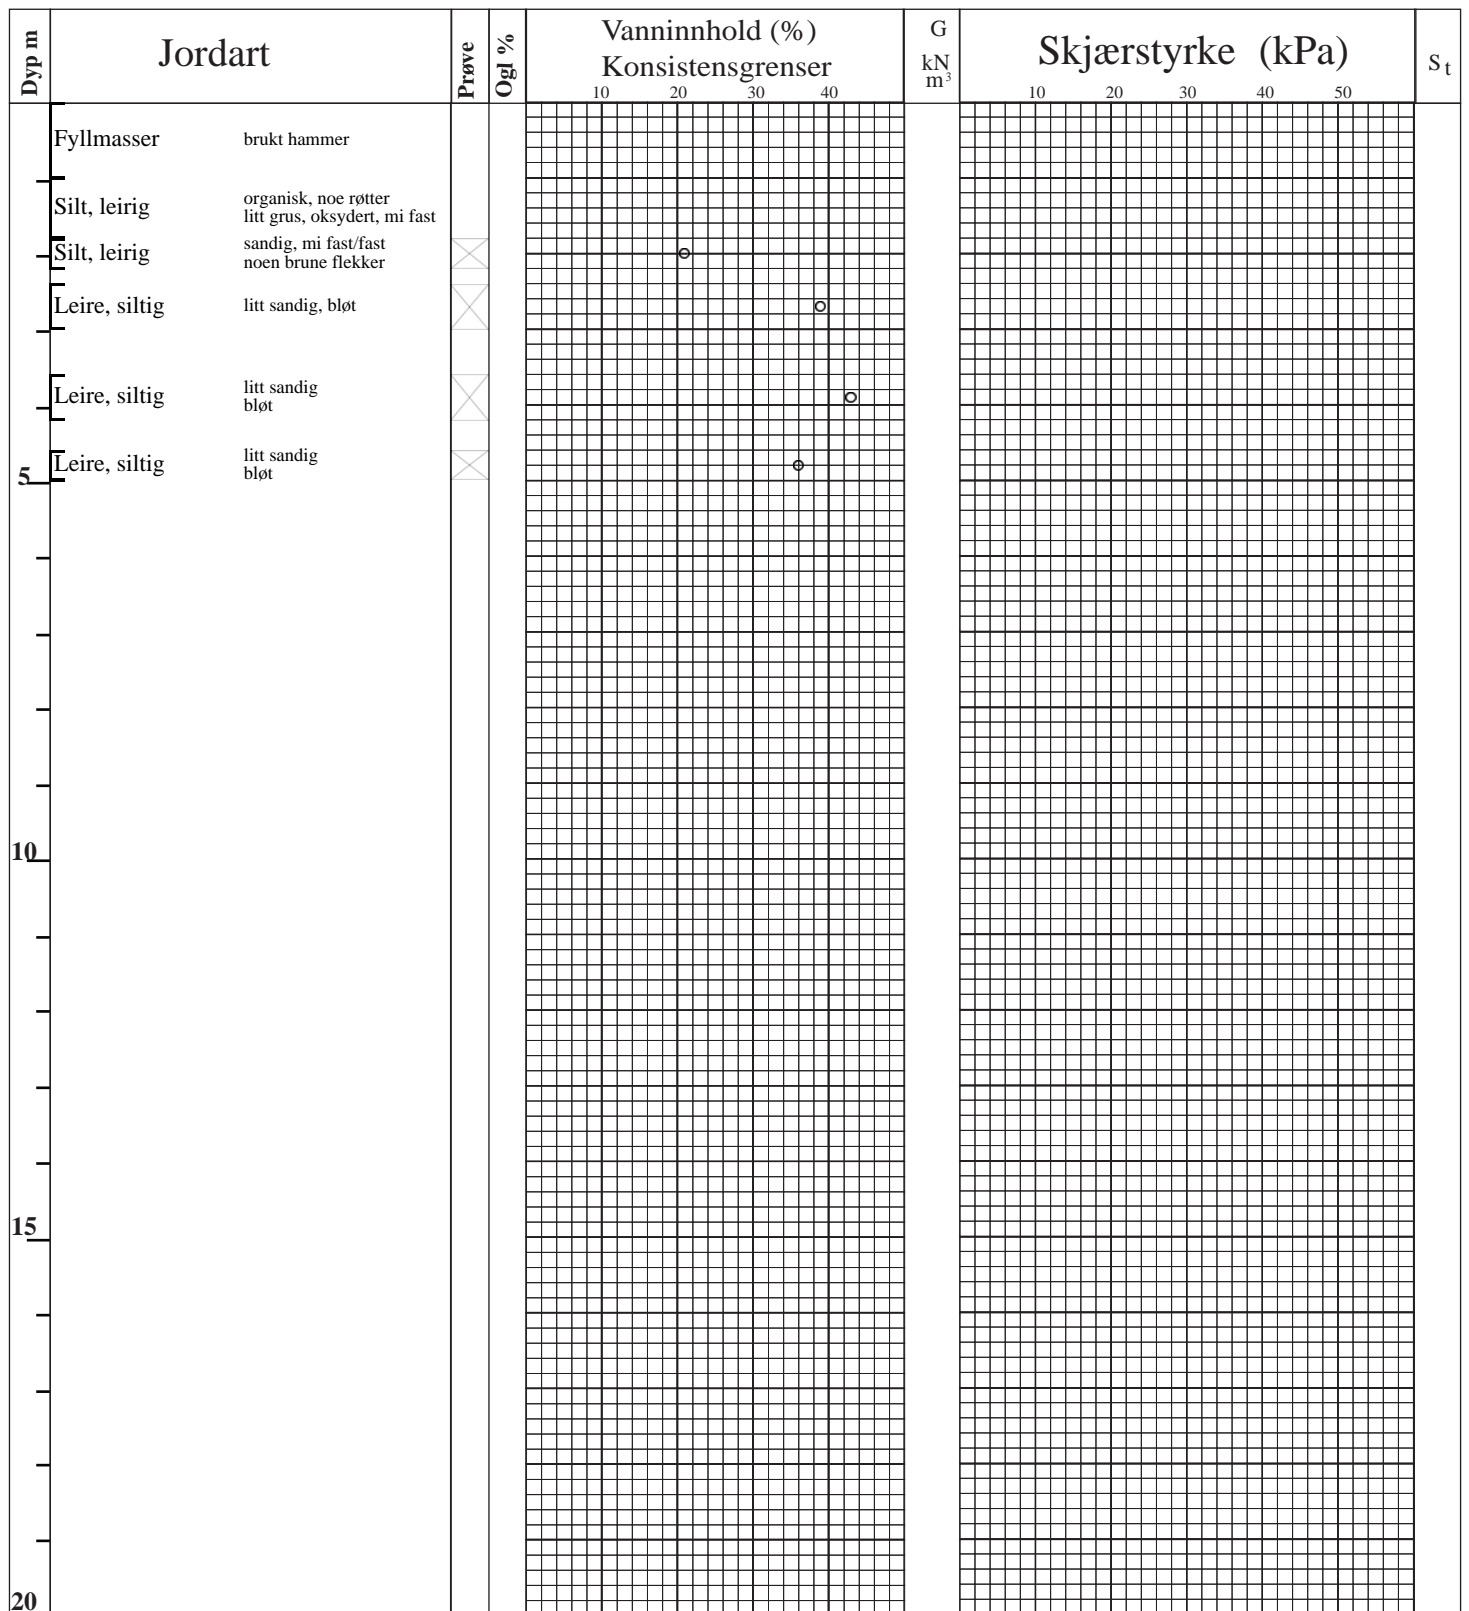 Dyp m
Jordart
Prøve
Ogl %
Vanninnhold (%)
Konsistensgrenser
10 20 30 40
G
kN
m³
Skjærstyrke (kPa)
10 20 30 40 50
St
Fyllmasser brukt hammer
Silt, leirig organisk, noe røtter
litt grus, oksydert, mi fast
Silt, leirig sandig, mi fast/fast
noen brune flekker
Leire, siltig litt sandig, bløt
Leire, siltig litt sandig
bløt
Leire, siltig litt sandig
bløt
5
10
15
20